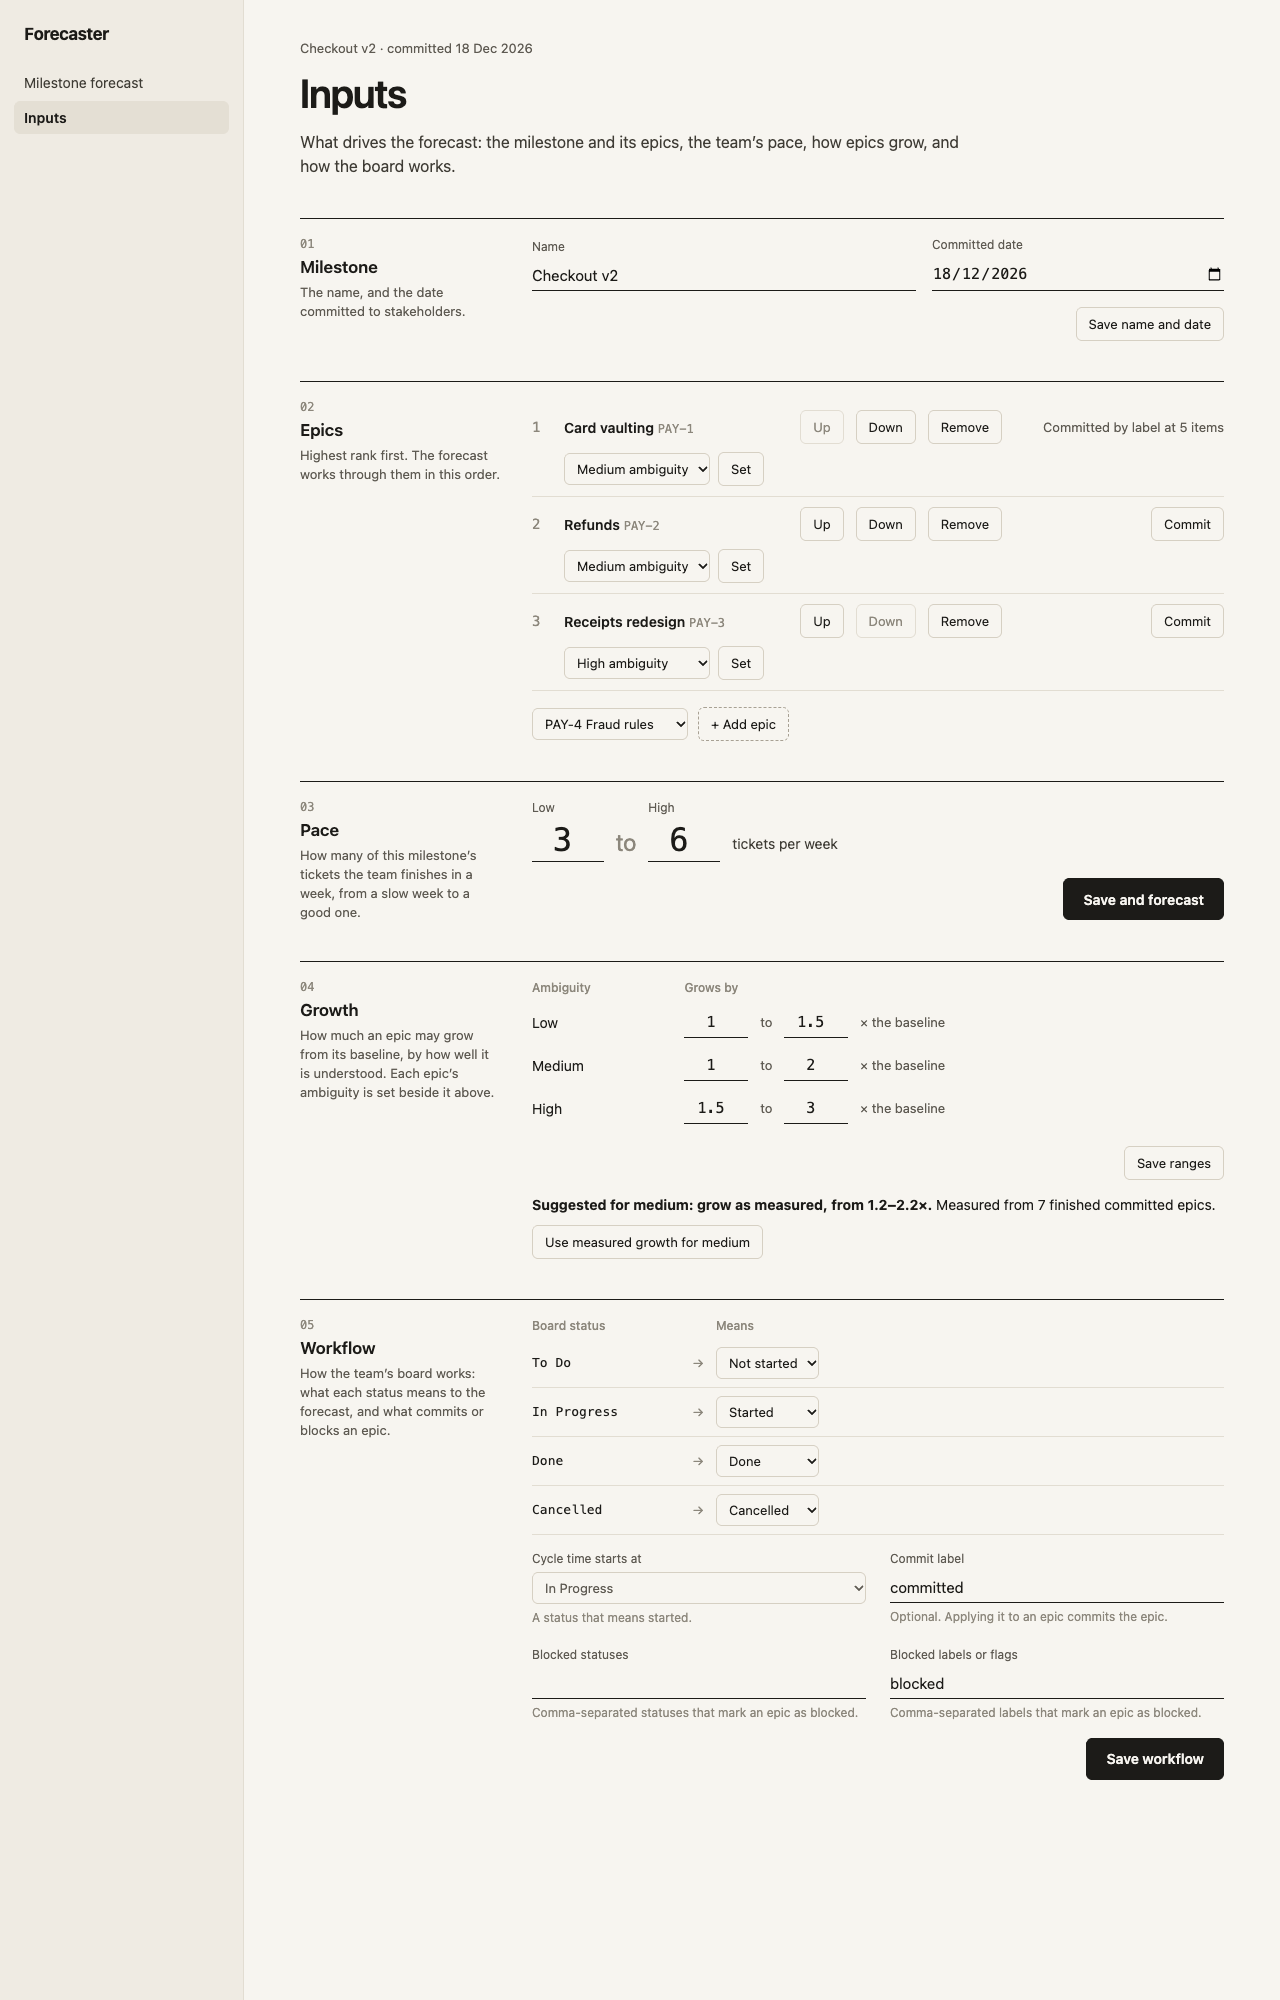 Forecaster
Milestone forecast
Inputs
Checkout v2 · committed 18 Dec 2026
Inputs
What drives the forecast: the milestone and its epics, the team’s pace, how epics grow, and
how the board works.
01
Milestone
The name, and the date
committed to stakeholders.
Name
Checkout v2
Committed date
18/12/2026
Save name and date
02
Epics
Highest rank first. The forecast
works through them in this order.
1 Card vaulting PAY-1 Up Down Remove Committed by label at 5 items
Medium ambiguity Set
2 Refunds PAY-2 Up Down Remove Commit
Medium ambiguity Set
3 Receipts redesign PAY-3 Up Down Remove Commit
High ambiguity Set
PAY-4 Fraud rules + Add epic
03
Pace
How many of this milestone’s
tickets the team finishes in a
week, from a slow week to a
good one.
Low High
3 to 6 tickets per week
Save and forecast
04
Growth
How much an epic may grow
from its baseline, by how well it
is understood. Each epic’s
ambiguity is set beside it above.
Ambiguity Grows by
Low 1 to 1.5 × the baseline
Medium 1 to 2 × the baseline
High 1.5 to 3 × the baseline
Save ranges
Suggested for medium: grow as measured, from 1.2–2.2×. Measured from 7 finished committed epics.
Use measured growth for medium
05
Workflow
How the team’s board works:
what each status means to the
forecast, and what commits or
blocks an epic.
Board status Means
To Do → Not started
In Progress → Started
Done → Done
Cancelled → Cancelled
Cycle time starts at
In Progress
A status that means started.
Commit label
committed
Optional. Applying it to an epic commits the epic.
Blocked statuses
Comma-separated statuses that mark an epic as blocked.
Blocked labels or flags
blocked
Comma-separated labels that mark an epic as blocked.
Save workflow